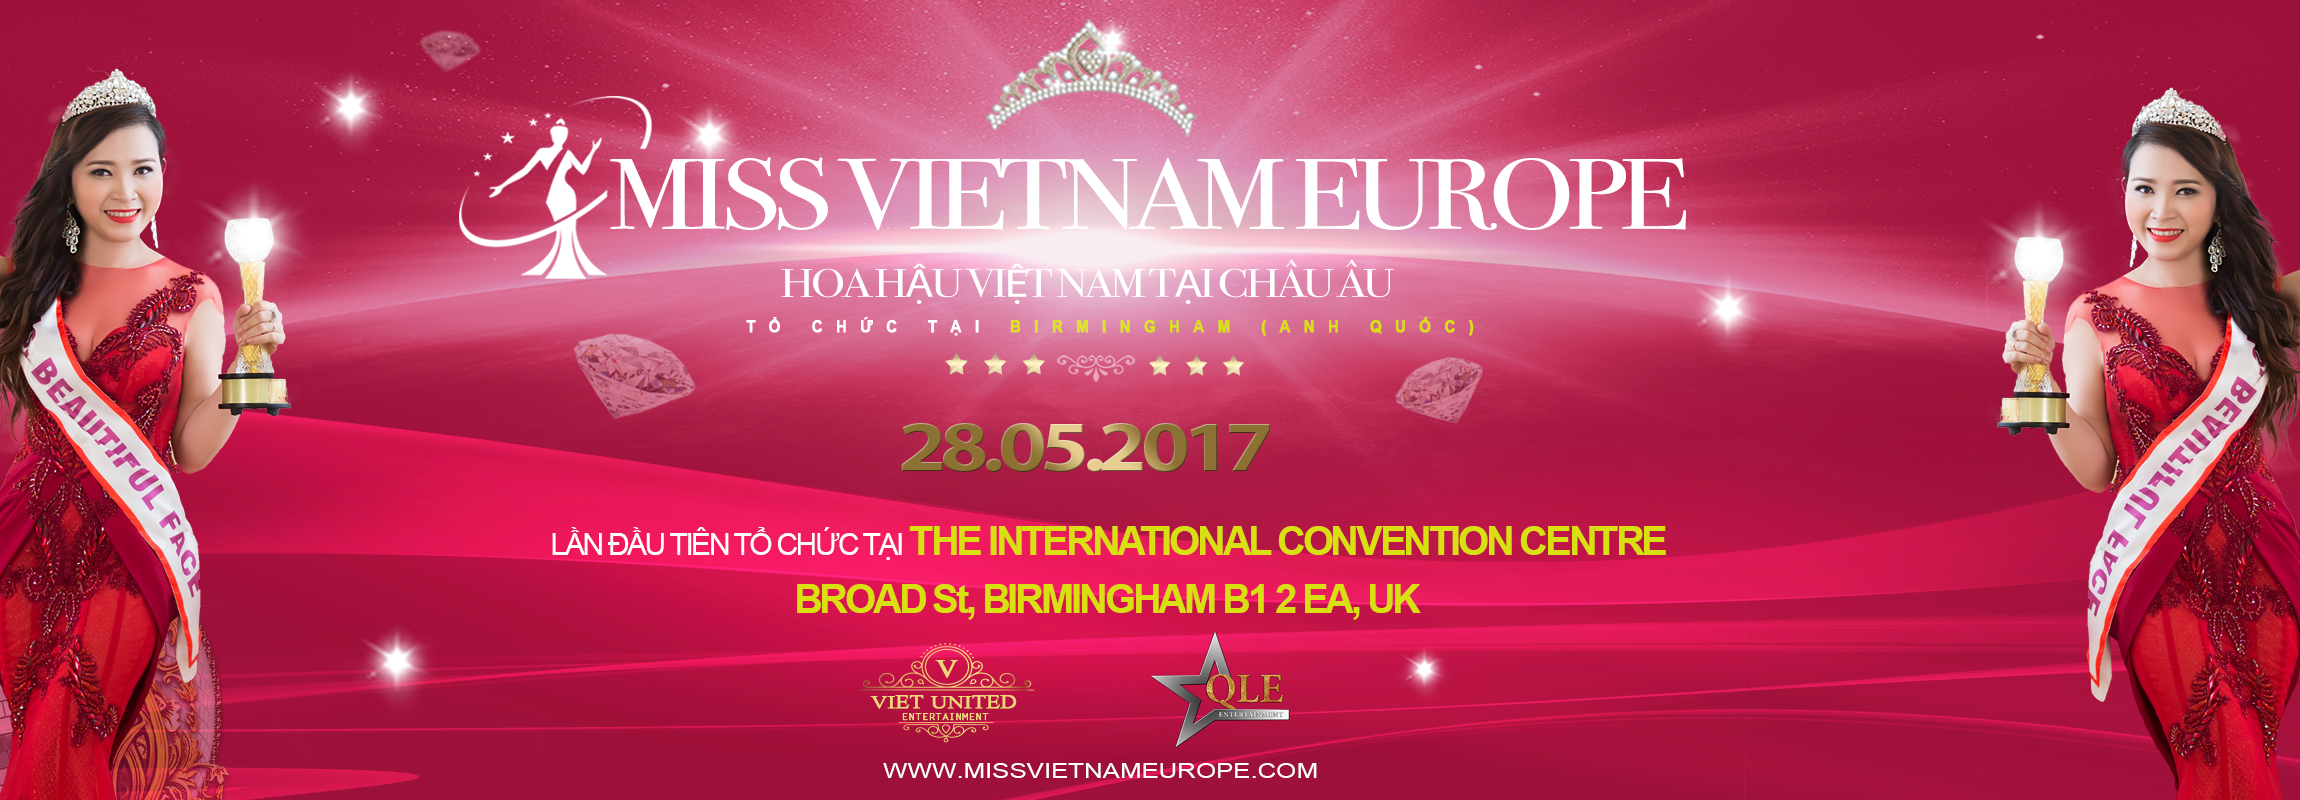 MISS VIETNAM EUROPE
HOA HẬU VIỆT NAM TẠI CHÂU ÂU
TỔ CHỨC TẠI BIRMINGHAM (ANH QUỐC)
28.05.2017
LẦN ĐẦU TIÊN TỔ CHỨC TẠI THE INTERNATIONAL CONVENTION CENTRE
BROAD St, BIRMINGHAM B1 2 EA, UK
V
VIET UNITED
ENTERTAINMENT
QLE
ENTERTAINMENT
WWW.MISSVIETNAMEUROPE.COM
BEAUTIFUL FACE
BEAUTIFUL FACE